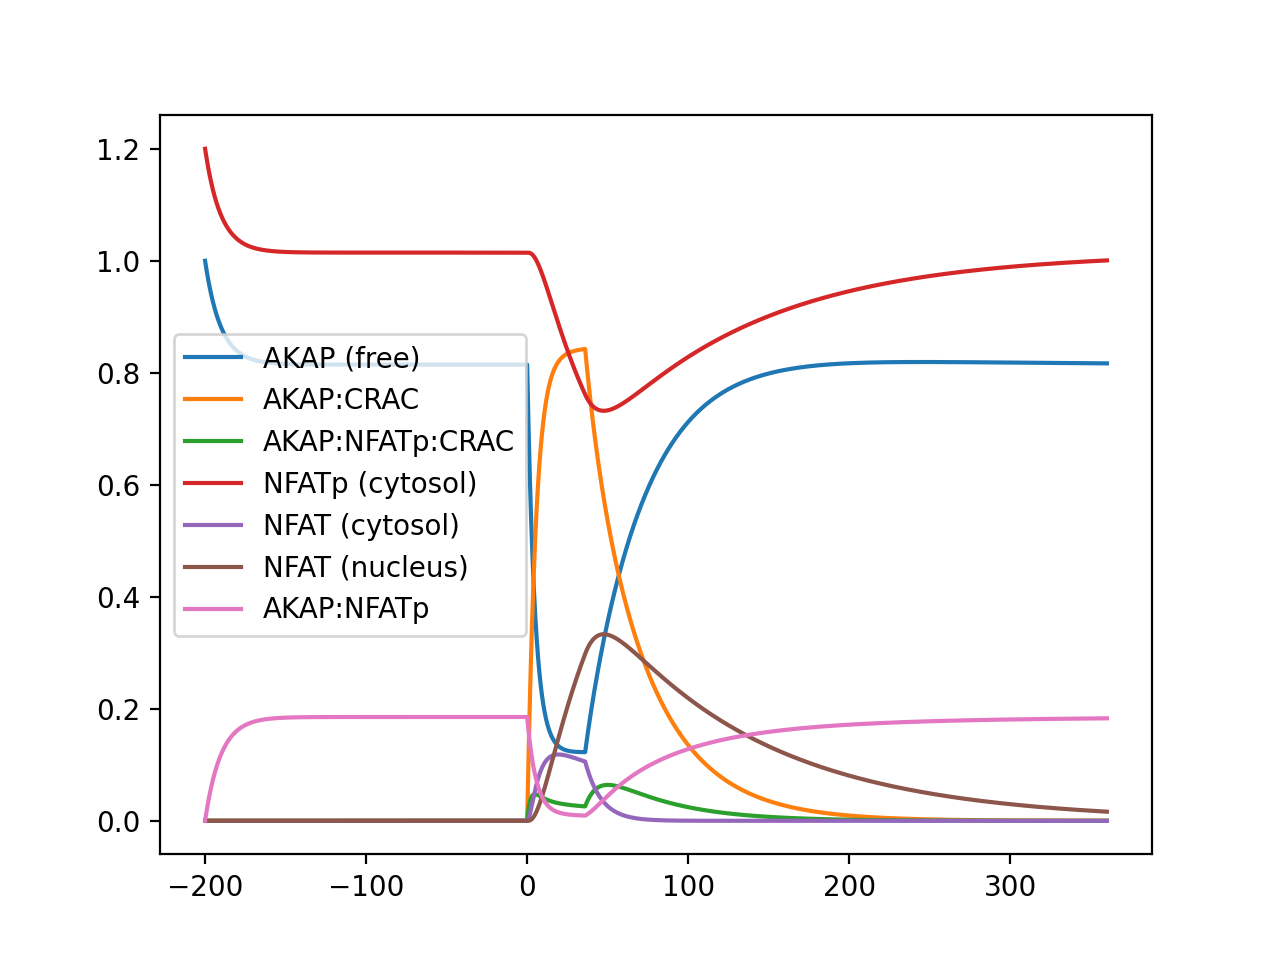 1.2
1.0
0.8
0.6
0.4
0.2
0.0
AKAP (free)
AKAP:CRAC
AKAP:NFATp:CRAC
NFATp (cytosol)
NFAT (cytosol)
NFAT (nucleus)
AKAP:NFATp
−200 −100 0 100 200 300